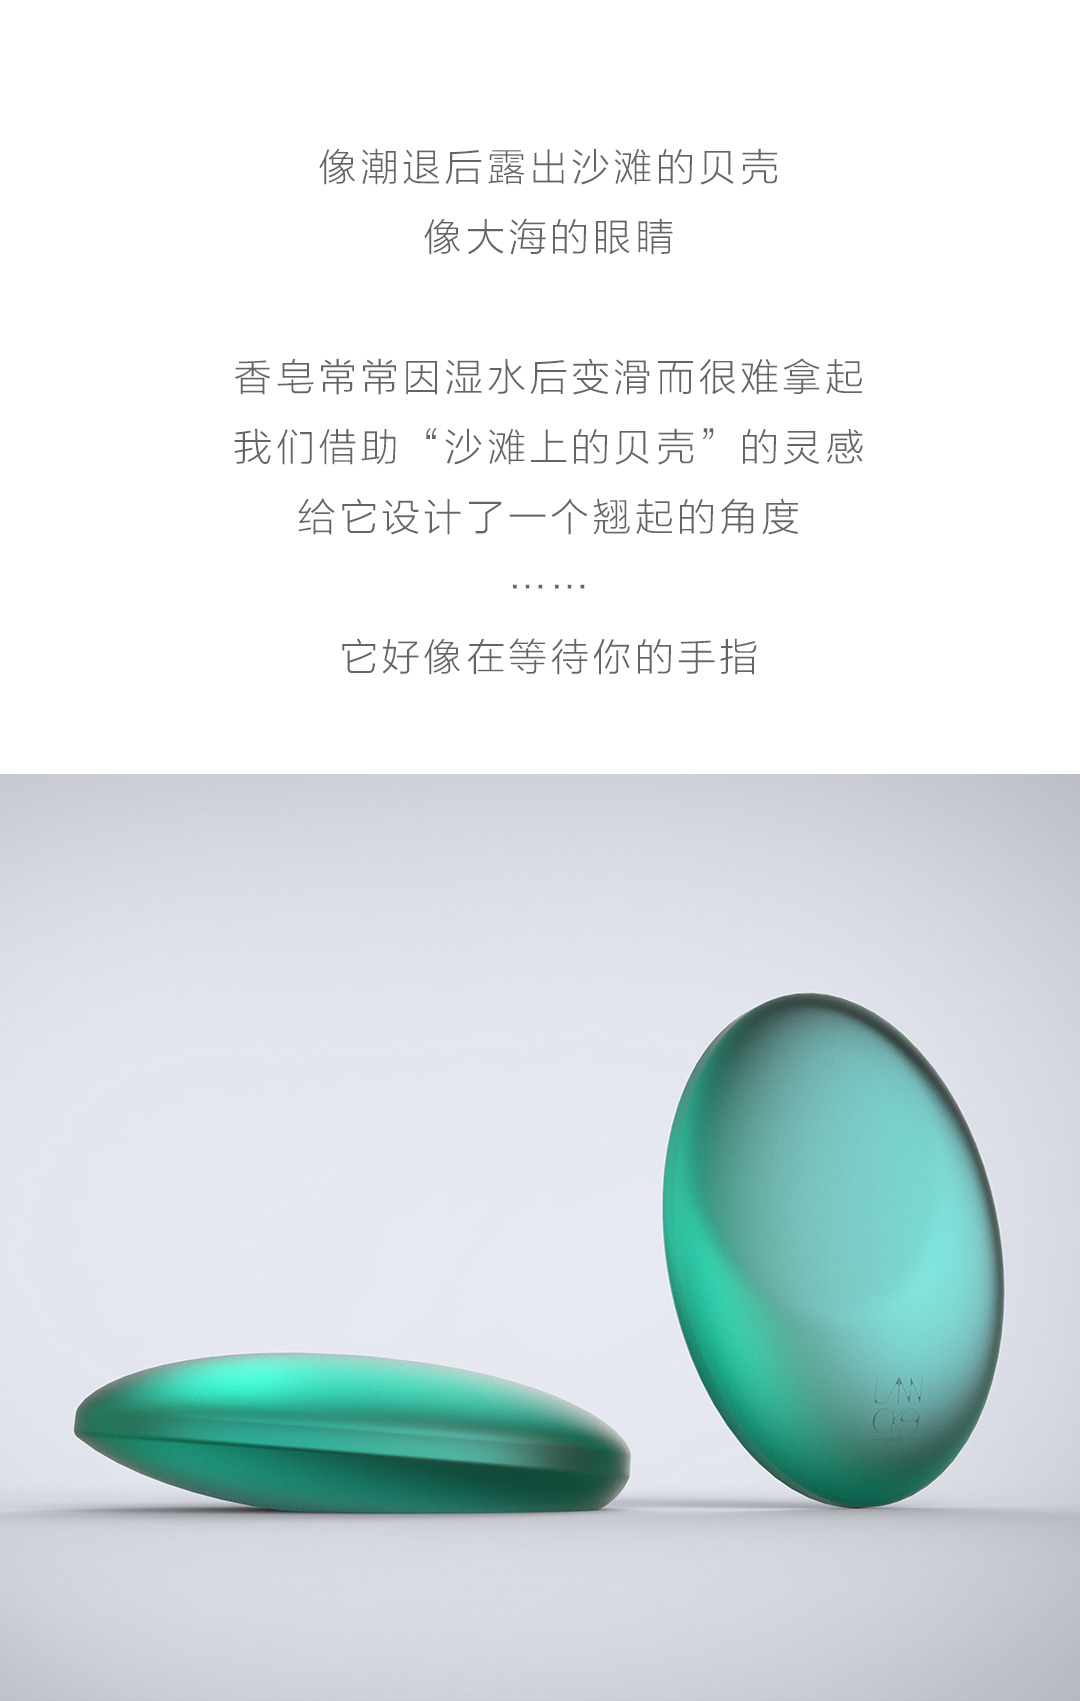 像潮退后露出沙滩的贝壳
像大海的眼睛
香皂常常因湿水后变滑而很难拿起
我们借助“沙滩上的贝壳”的灵感
给它设计了一个翘起的角度
……
它好像在等待你的手指